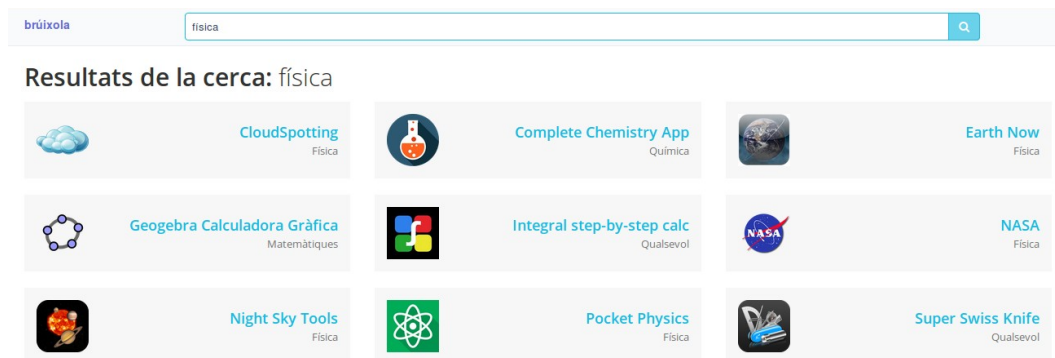 brúixola
física
Resultats de la cerca: física
CloudSpotting
Física
Complete Chemistry App
Química
Earth Now
Física
Geogebra Calculadora Gràfica
Matemàtiques
Integral step-by-step calc
Qualsevol
NASA
NASA
Física
Night Sky Tools
Física
Pocket Physics
Física
Super Swiss Knife
Qualsevol